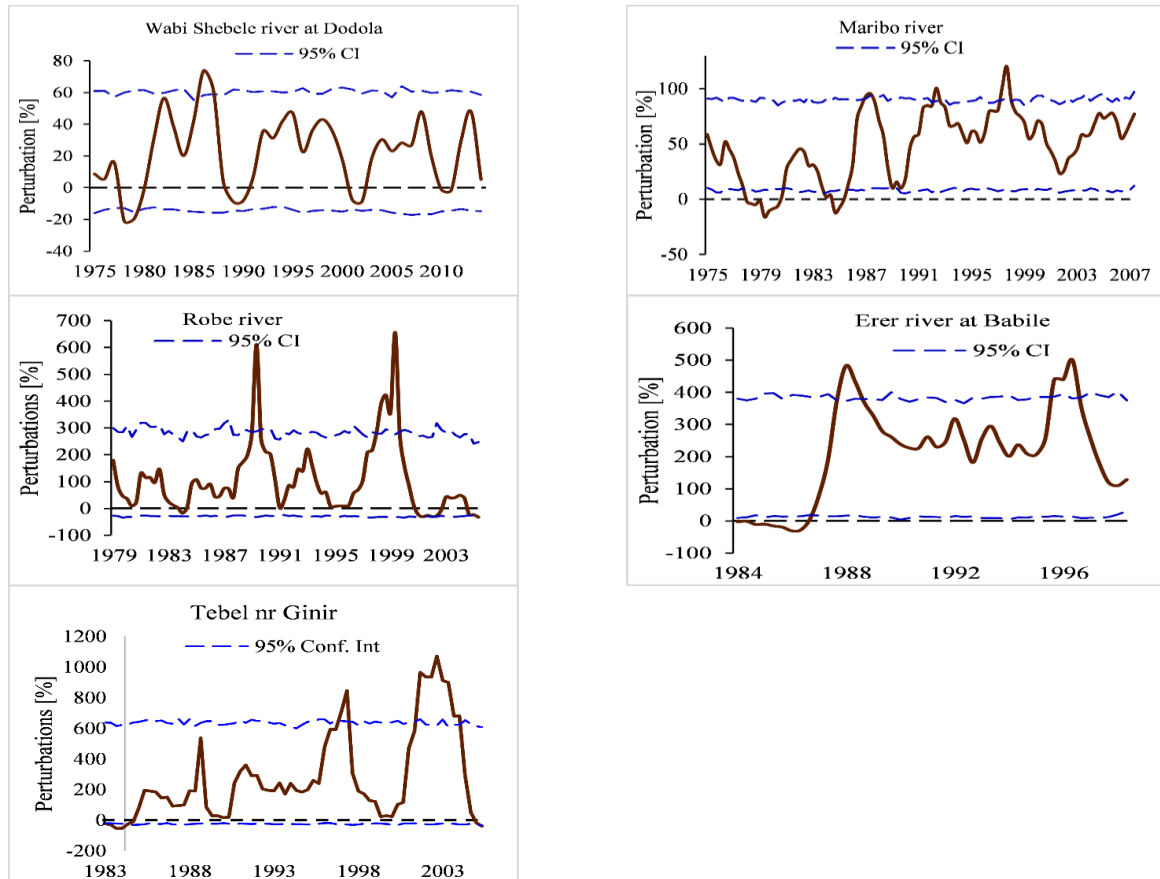 Wabi Shebele river at Dodola
95% CI
Perturbation [%]
80
60
40
20
0
-20
-40
1975 1980 1985 1990 1995 2000 2005 2010
Maribo river
95% CI
Perturbation [%]
100
50
0
-50
1975 1979 1983 1987 1991 1995 1999 2003 2007
Robe river
95% CI
Perturbations [%]
700
600
500
400
300
200
100
0
-100
1979 1983 1987 1991 1995 1999 2003
Erer river at Babile
95% CI
Perturbation [%]
600
500
400
300
200
100
0
-100
1984 1988 1992 1996
Tebel nr Ginir
95% Conf. Int
Perturbations [%]
1200
1000
800
600
400
200
0
-200
1983 1988 1993 1998 2003